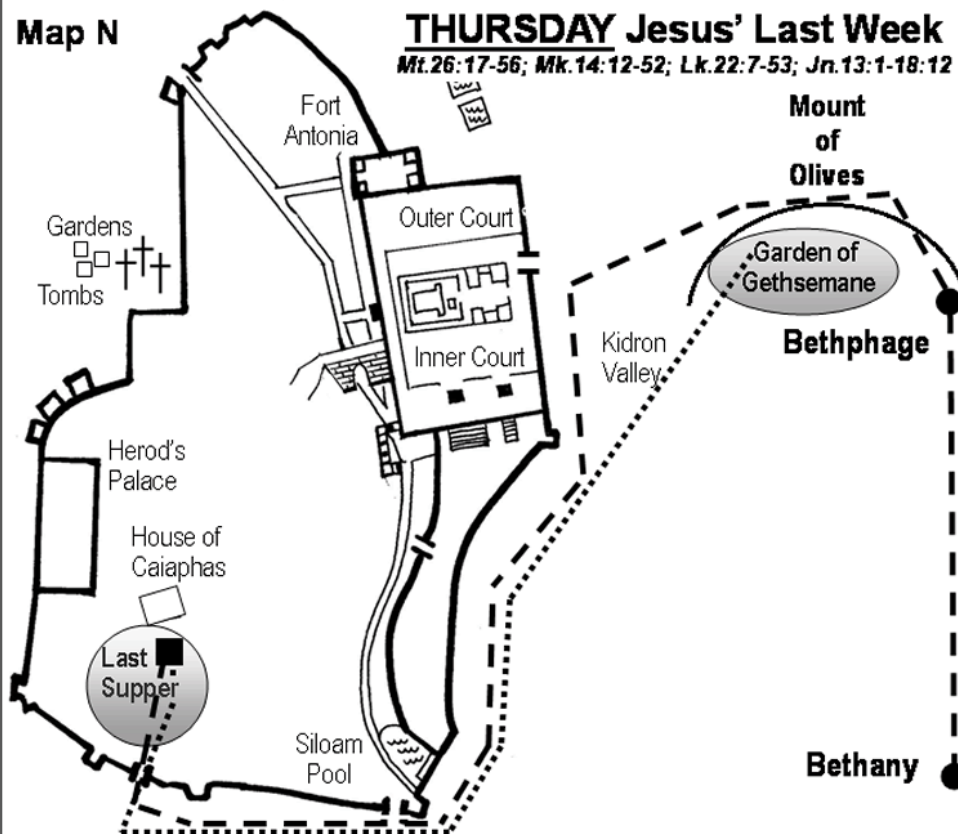 Map N
THURSDAY Jesus' Last Week
Mt.26:17-56; Mk.14:12-52; Lk.22:7-53; Jn.13:1-18:12
Fort
Antonia
Mount
of
Olives
Gardens
Tombs
Outer Court
Garden of
Gethsemane
Inner Court
Kidron
Valley
Bethphage
Herod's
Palace
House of
Caiaphas
Last
Supper
Siloam
Pool
Bethany